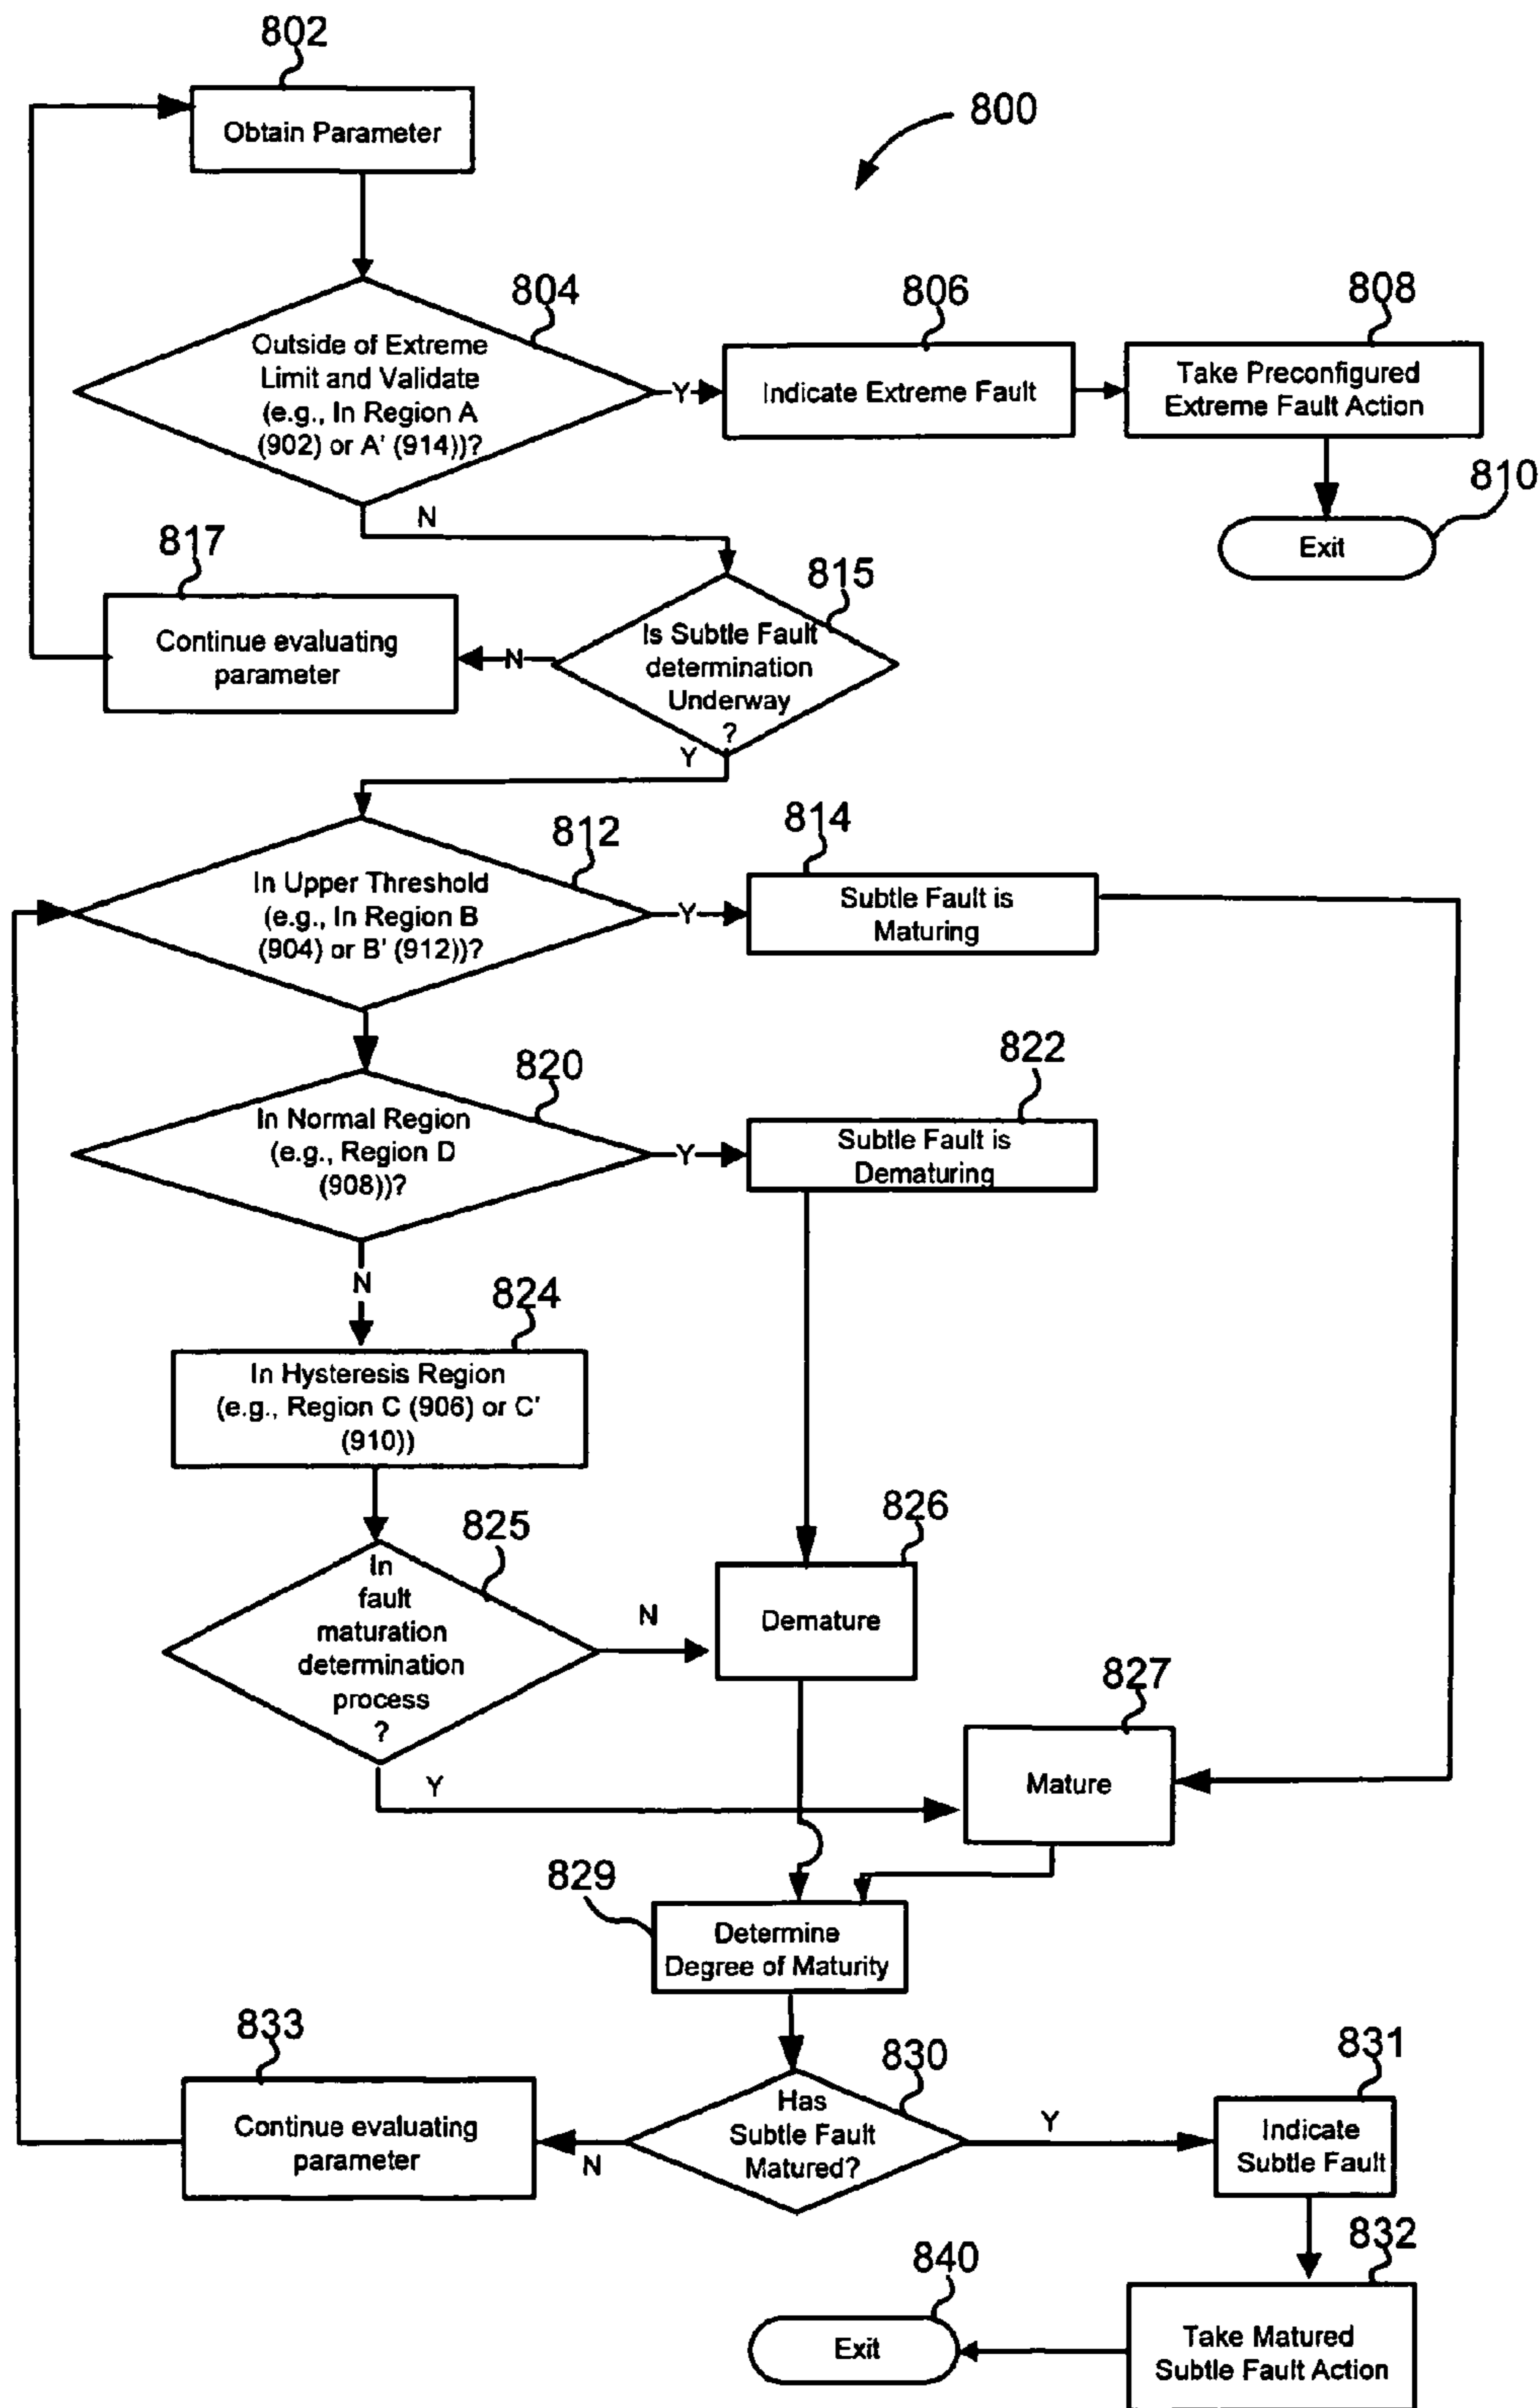 802
Obtain Parameter
800
804
Outside of Extreme
Limit and Validate
(e.g., In Region A
(902) or A' (914))?
Y
806
Indicate Extreme Fault
808
Take Preconfigured
Extreme Fault Action
810
Exit
N
817
Continue evaluating
parameter
N
815
Is Subtle Fault
determination
Underway
?
Y
812
In Upper Threshold
(e.g., In Region B
(904) or B' (912))?
Y
814
Subtle Fault is
Maturing
820
In Normal Region
(e.g., Region D
(908))?
Y
822
Subtle Fault is
Dematuring
N
824
In Hysteresis Region
(e.g., Region C (906) or C'
(910))
825
In
fault
maturation
determination
process
?
N
826
Demature
Y
827
Mature
829
Determine
Degree of Maturity
830
Has
Subtle Fault
Matured?
N
833
Continue evaluating
parameter
Y
831
Indicate
Subtle Fault
832
Take Matured
Subtle Fault Action
840
Exit